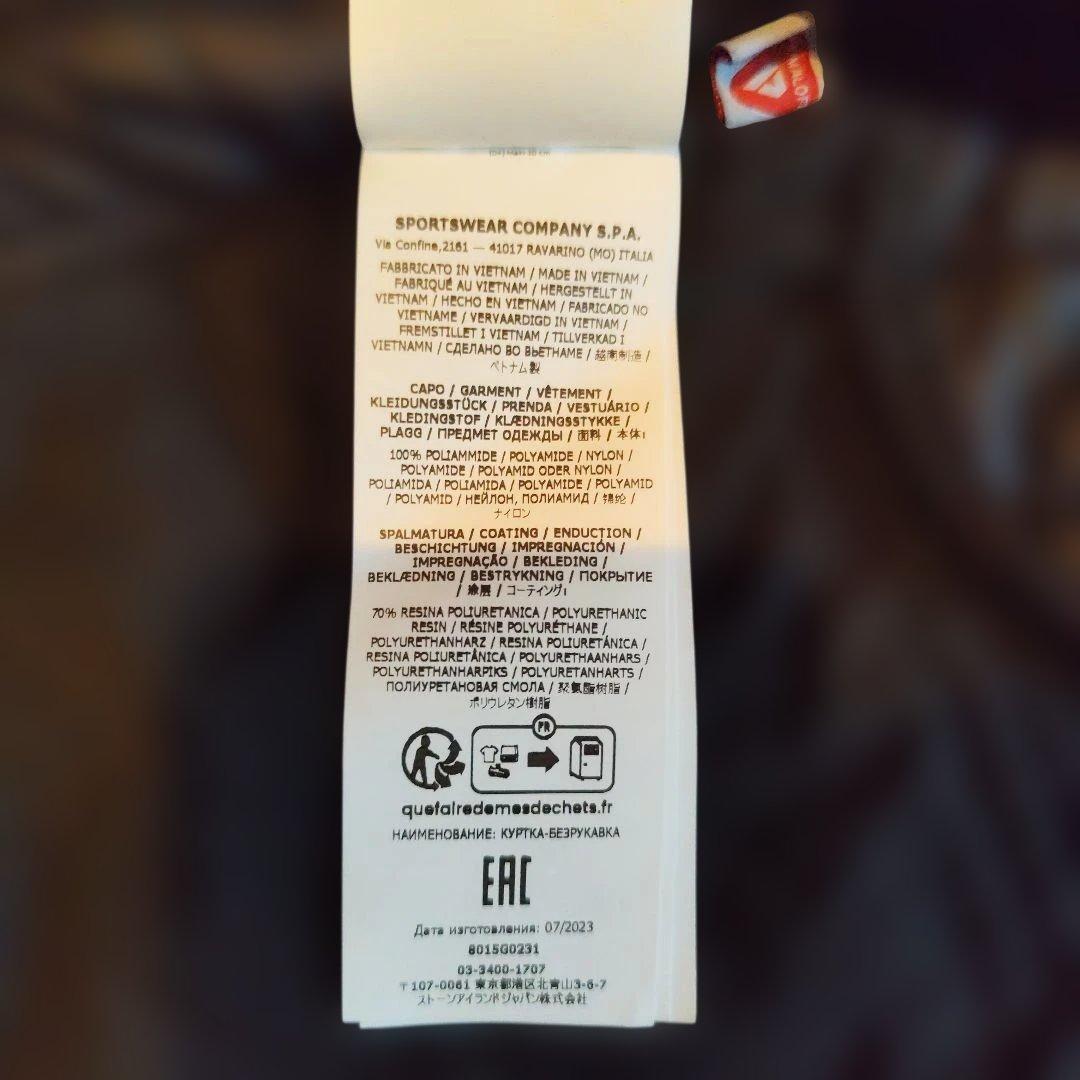 VALOR
SPORTSWEAR COMPANY S.P.A.
Via Confine,2161 — 41017 RAVARINO (MO) ITALIA
FABBRICATO IN VIETNAM / MADE IN VIETNAM /
FABRIQUÉ AU VIETNAM / HERGESTELLT IN
VIETNAM / HECHO EN VIETNAM / FABRICADO NO
VIETNAME / VERVAARDIGD IN VIETNAM /
FREMSTILLET I VIETNAM / TILLVERKAD I
VIETNAMN / СДЕЛАНО ВО ВЬЕТНАМЕ / 越南制造 /
ベトナム製
CAPO / GARMENT / VÊTEMENT /
KLEIDUNGSSTÜCK / PRENDA / VESTUÁRIO /
KLEDINGSTOF / KLÆDNINGSSTYKKE /
PLAGG / ПРЕДМЕТ ОДЕЖДЫ / 面料 / 本体:
100% POLIAMMIDE / POLYAMIDE / NYLON /
POLYAMIDE / POLYAMID ODER NYLON /
POLIAMIDA / POLIAMIDA / POLYAMIDE / POLYAMID
/ POLYAMID / НЕЙЛОН, ПОЛИАМИД / 锦纶 /
ナイロン
SPALMATURA / COATING / ENDUCTION /
BESCHICHTUNG / IMPREGNACIÓN /
IMPREGNAÇÃO / BEKLEDING /
BEKLÆDNING / BESTRYKNING / ПОКРЫТИЕ
/ 涂层 / コーティング:
70% RESINA POLIURETANICA / POLYURETHANIC
RESIN / RÉSINE POLYURÉTHANE /
POLYURETHANHARZ / RESINA POLIURETÁNICA /
RESINA POLIURETÂNICA / POLYURETHAANHARS /
POLYURETHANHARPIKS / POLYURETANHARTS /
ПОЛИУРЕТАНОВАЯ СМОЛА / 聚氨酯树脂 /
ポリウレタン樹脂
FR
quefairedemesdechets.fr
НАИМЕНОВАНИЕ: КУРТКА-БЕЗРУКАВКА
EAC
Дата изготовления: 07/2023
8015G0231
03-3400-1707
〒107-0061 東京都港区北青山3-6-7
ストーンアイランドジャパン株式会社